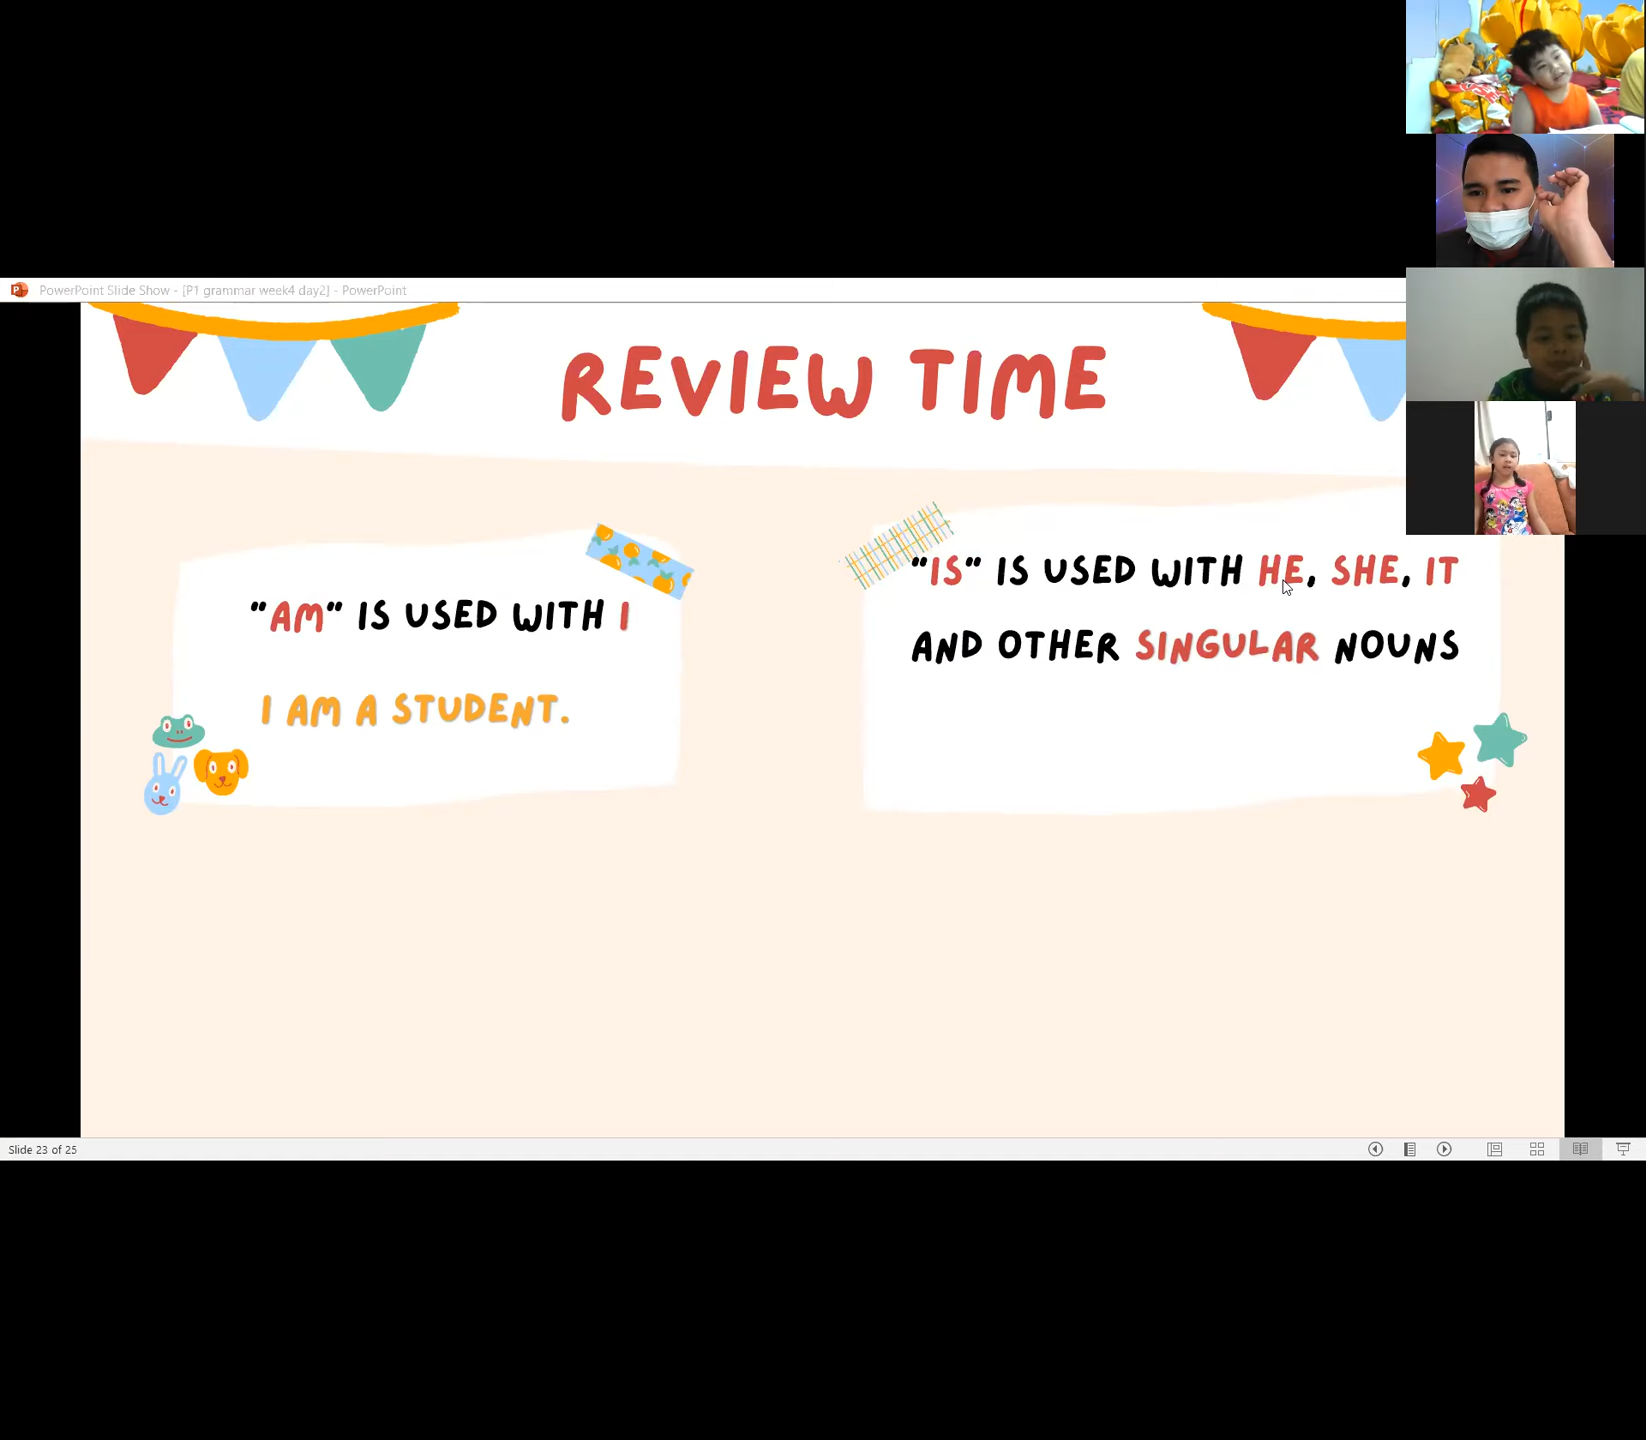 PowerPoint Slide Show - [P1 grammar week4 day2] - PowerPoint
REVIEW TIME
"AM" IS USED WITH I
I AM A STUDENT.
"IS" IS USED WITH HE, SHE, IT
AND OTHER SINGULAR NOUNS
Slide 23 of 25